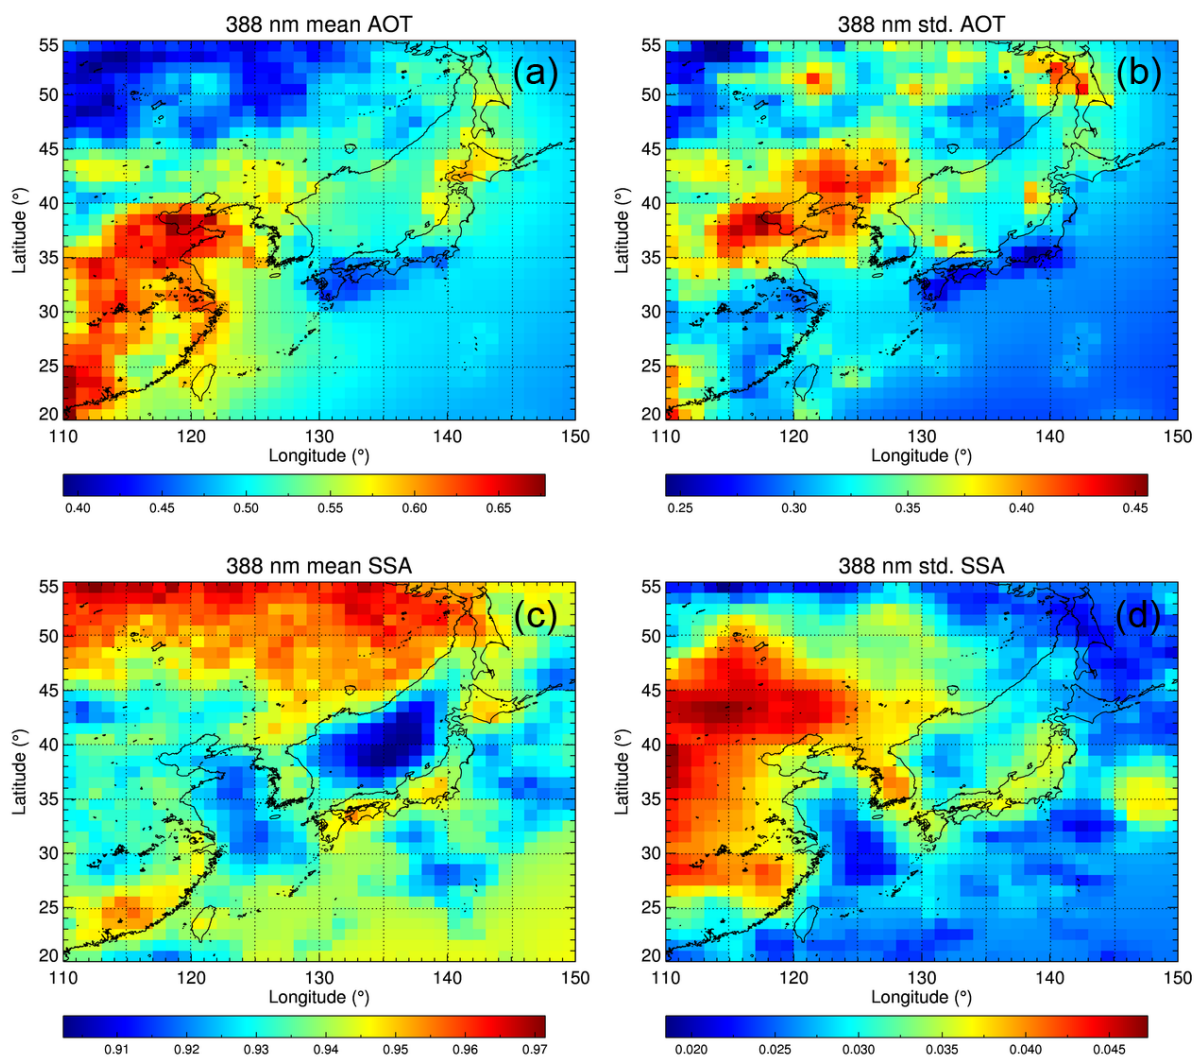 388 nm mean AOT
388 nm std. AOT
(a)
(b)
55
50
45
40
35
30
25
20
Latitude (°)
110 120 130 140 150
Longitude (°)
55
50
45
40
35
30
25
20
Latitude (°)
110 120 130 140 150
Longitude (°)
0.40 0.45 0.50 0.55 0.60 0.65
0.25 0.30 0.35 0.40 0.45
388 nm mean SSA
388 nm std. SSA
(c)
(d)
55
50
45
40
35
30
25
20
Latitude (°)
110 120 130 140 150
Longitude (°)
55
50
45
40
35
30
25
20
Latitude (°)
110 120 130 140 150
Longitude (°)
0.91 0.92 0.93 0.94 0.95 0.96 0.97
0.020 0.025 0.030 0.035 0.040 0.045